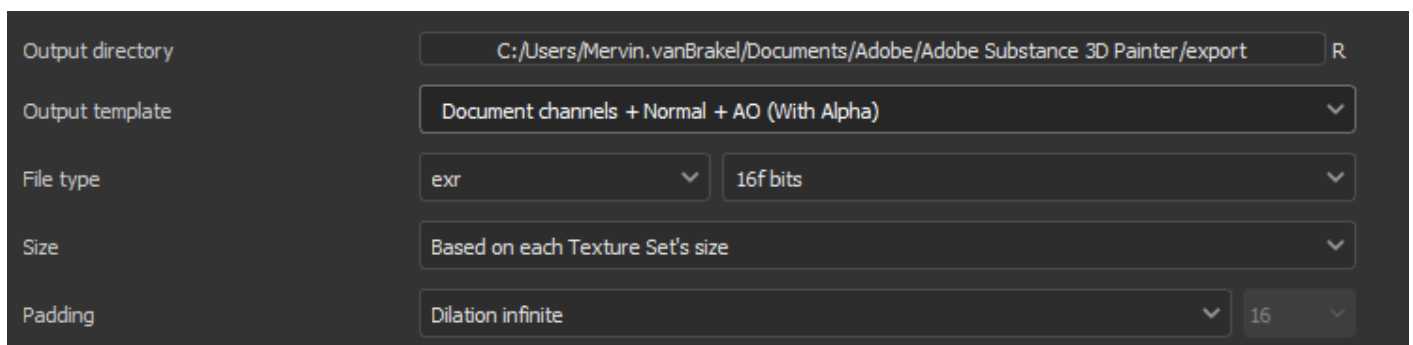 Output directory C:/Users/Mervin.vanBrakel/Documents/Adobe/Adobe Substance 3D Painter/export R
Output template Document channels + Normal + AO (With Alpha)
File type exr 16f bits
Size Based on each Texture Set's size
Padding Dilation infinite 16